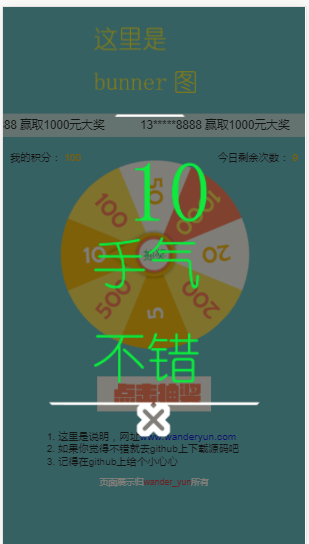 这里是
bunner 图
88 赢取1000元大奖 13*****8888 赢取1000元大奖
我的积分： 100 今日剩余次数：
10
手气
不错
50
1000
20
200
5
500
10
100
点击抽奖
1. 这里是说明，网址www.wanderyun.com
2. 如果你觉得不错就去github上下载源码吧
3. 记得在github上给个小心心
页面展示归wander_yun所有